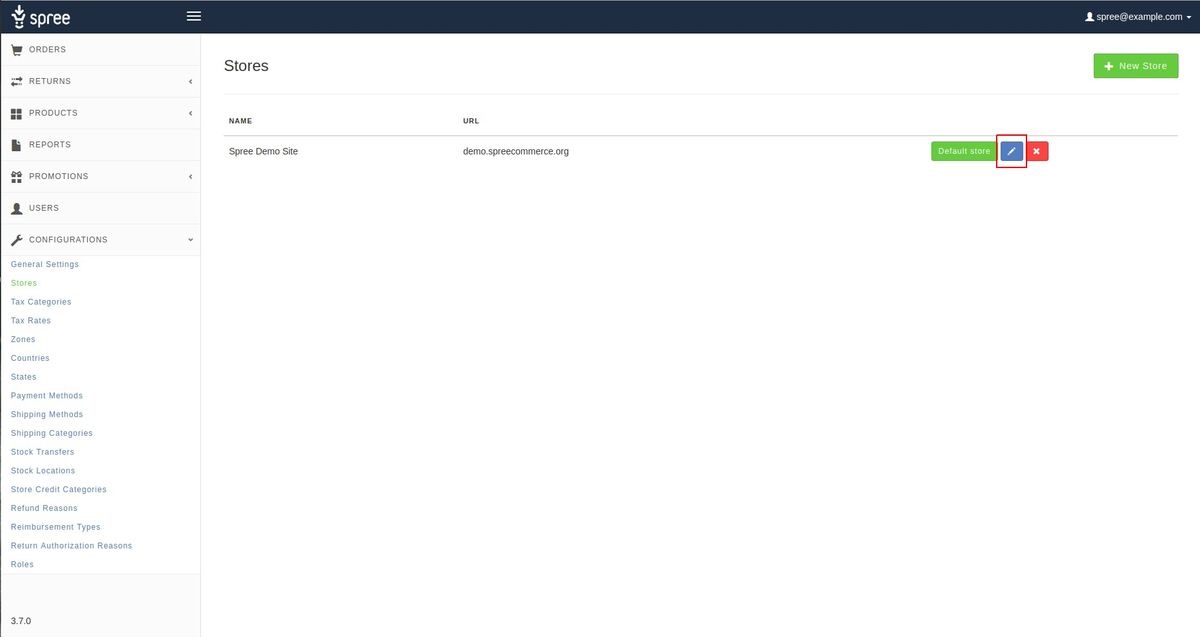 spree
spree@example.com
ORDERS
RETURNS
PRODUCTS
REPORTS
PROMOTIONS
USERS
CONFIGURATIONS
General Settings
Stores
Tax Categories
Tax Rates
Zones
Countries
States
Payment Methods
Shipping Methods
Shipping Categories
Stock Transfers
Stock Locations
Store Credit Categories
Refund Reasons
Reimbursement Types
Return Authorization Reasons
Roles
3.7.0
Stores
New Store
NAME URL
Spree Demo Site demo.spreecommerce.org Default store